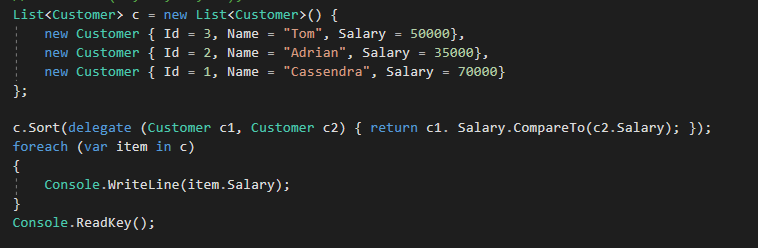 List<Customer> c = new List<Customer>() {
new Customer { Id = 3, Name = "Tom", Salary = 50000},
new Customer { Id = 2, Name = "Adrian", Salary = 35000},
new Customer { Id = 1, Name = "Cassendra", Salary = 70000}
};
c.Sort(delegate (Customer c1, Customer c2) { return c1. Salary.CompareTo(c2.Salary); });
foreach (var item in c)
{
Console.WriteLine(item.Salary);
}
Console.ReadKey();